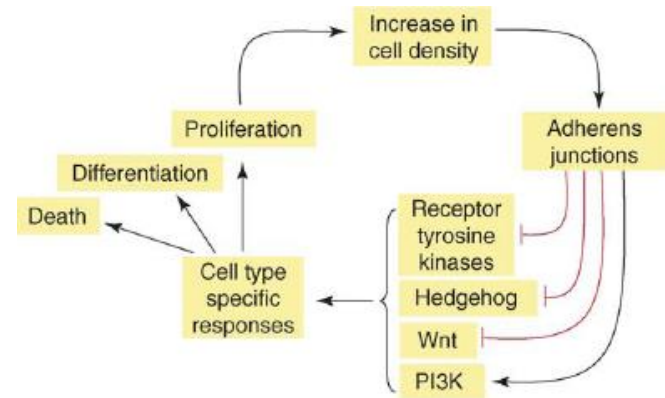 Increase in
cell density
Proliferation
Adherens
junctions
Differentiation
Death
Receptor
tyrosine
kinases
Cell type
specific
responses
Hedgehog
Wnt
PI3K